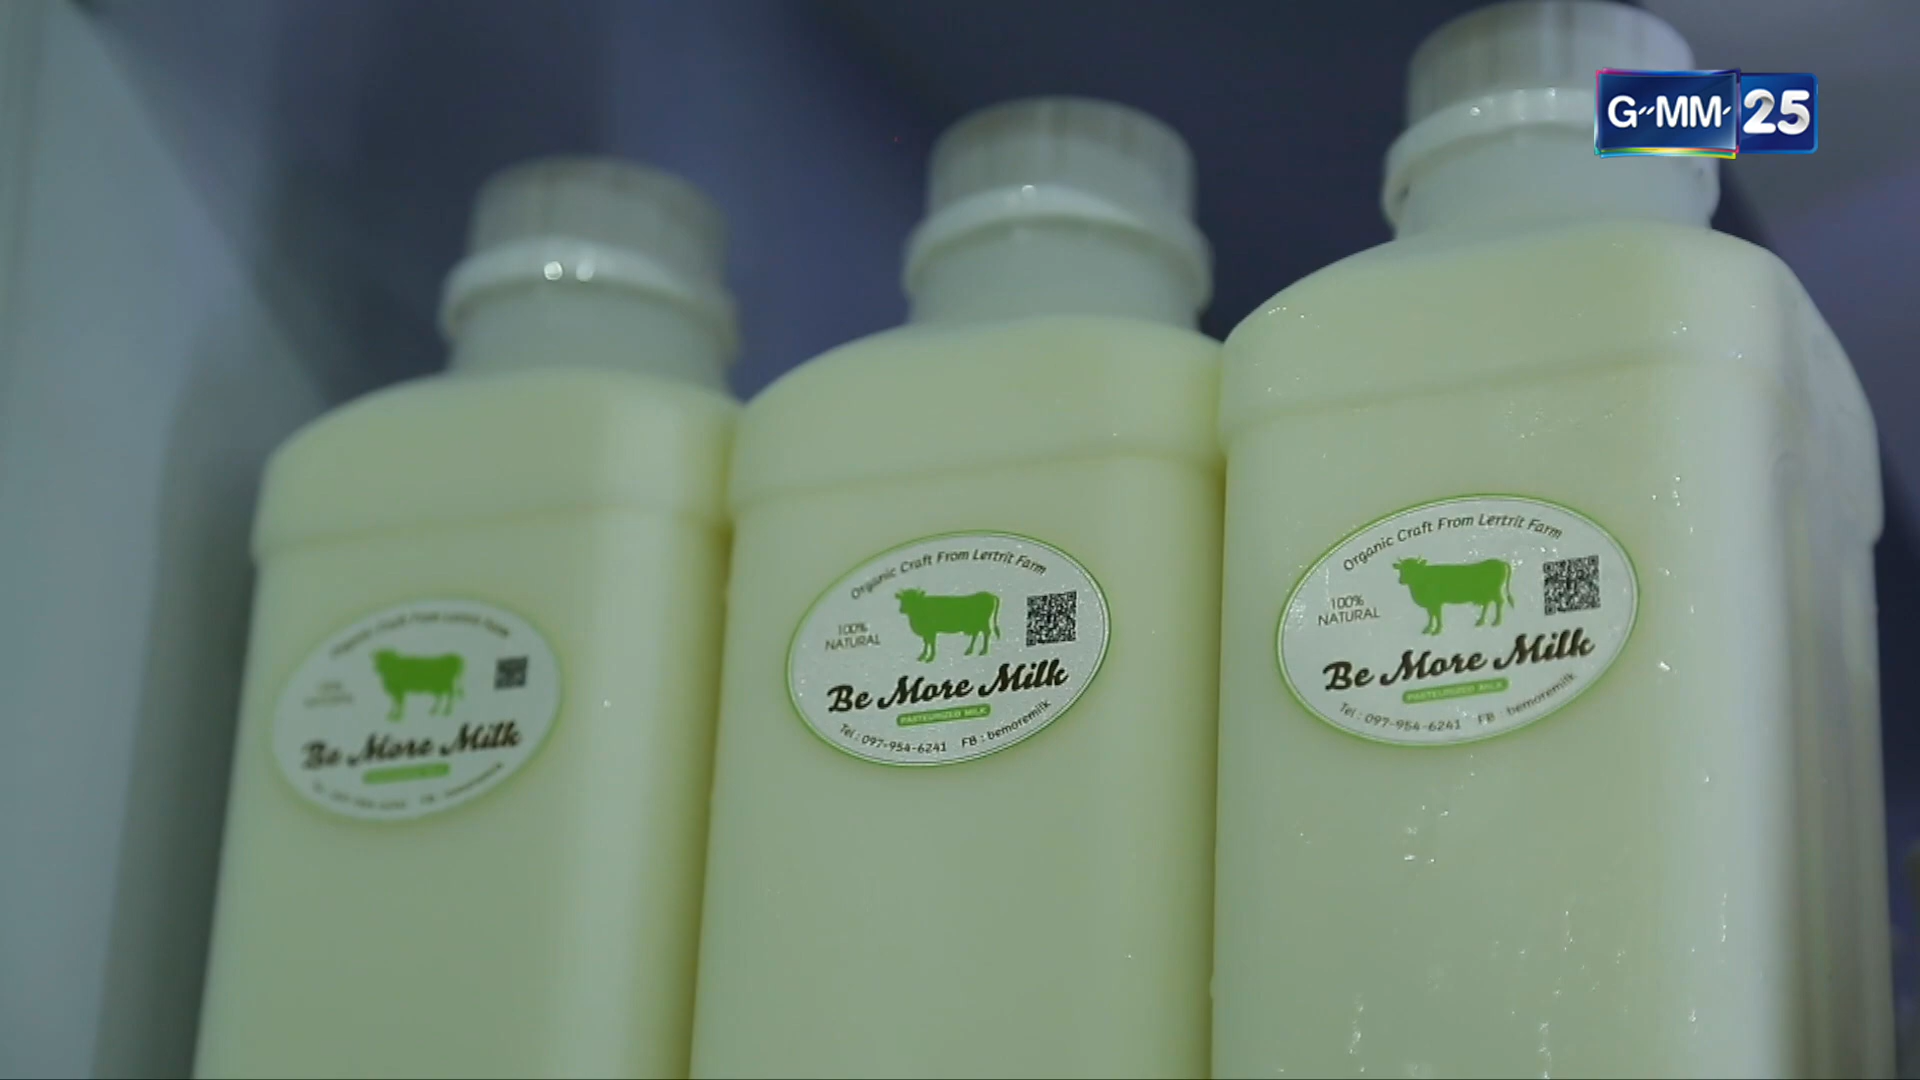 G-MM- 25
Organic Craft From Lertrit Farm
100%
NATURAL
Be More Milk
Be More Milk
PASTEURIZED MILK
Tel : 097-954-6241 FB : bemoremilk
Organic Craft From Lertrit Farm
100%
NATURAL
Be More Milk
PASTEURIZED MILK
Tel : 097-954-6241 FB : bemoremilk